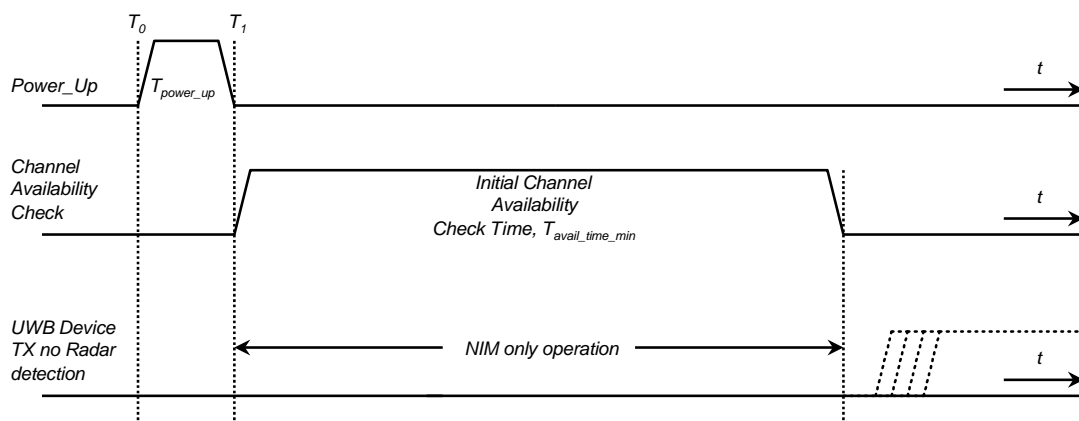 T0 T1
Power_Up
Tpower_up
t
Channel
Availability
Check
Initial Channel
Availability
Check Time, Tavail_time_min
t
UWB Device
TX no Radar
detection
NIM only operation
t